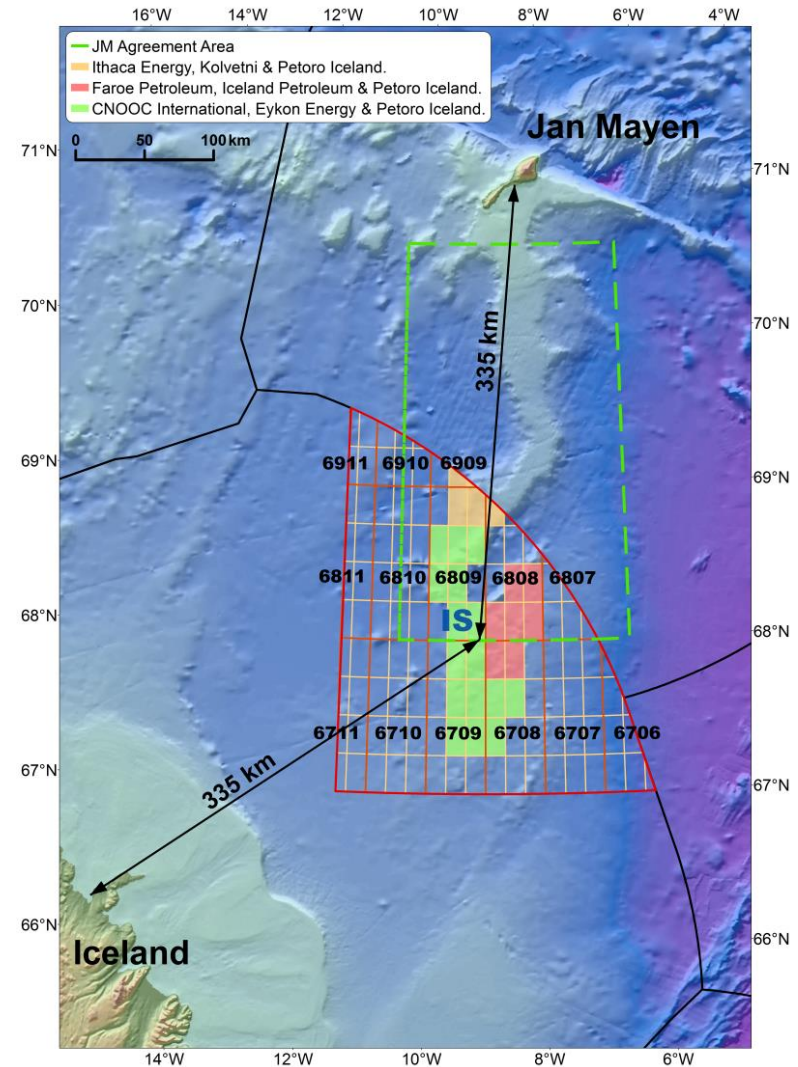 16°W 14°W 12°W 10°W 8°W 6°W 4°W
JM Agreement Area
Ithaca Energy, Kolvetni & Petoro Iceland.
Faroe Petroleum, Iceland Petroleum & Petoro Iceland.
CNOOC International, Eykon Energy & Petoro Iceland.
Jan Mayen
0 50 100 km
71°N 71°N
70°N 70°N
335 km
69°N 6911 6910 6909 69°N
6811 6810 6809 6808 6807
68°N IS 68°N
6711 6710 6709 6708 6707 6706
67°N 335 km 67°N
66°N 66°N
Iceland
14°W 12°W 10°W 8°W 6°W